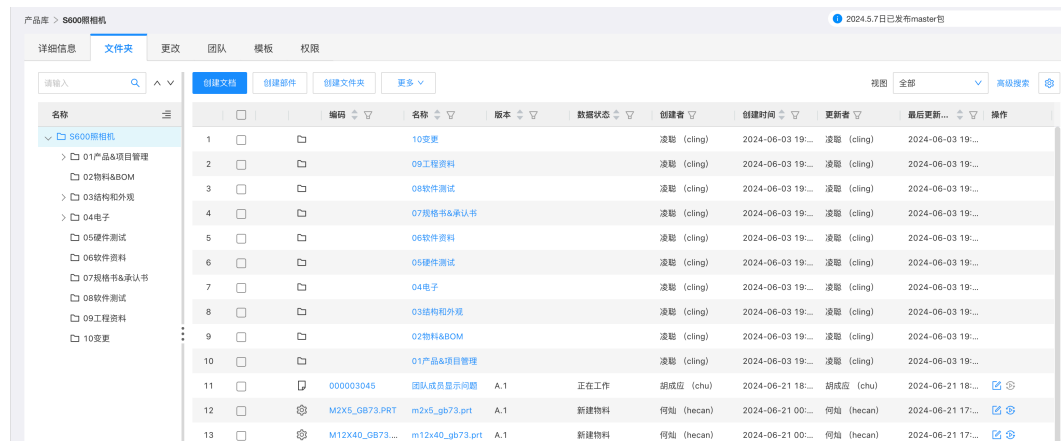 产品库 > S600照相机
2024.5.7日已发布master包
详细信息 文件夹 更改 团队 模板 权限
请输入 创建文档 创建部件 创建文件夹 更多 视图 全部 高级搜索
名称 编码 名称 版本 数据状态 创建者 创建时间 更新者 最后更新... 操作
S600照相机
01产品&项目管理
02物料&BOM
03结构和外观
04电子
05硬件测试
06软件资料
07规格书&承认书
08软件测试
09工程资料
10变更
1 10变更 凌聪 (cling) 2024-06-03 19:... 凌聪 (cling) 2024-06-03 19:...
2 09工程资料 凌聪 (cling) 2024-06-03 19:... 凌聪 (cling) 2024-06-03 19:...
3 08软件测试 凌聪 (cling) 2024-06-03 19:... 凌聪 (cling) 2024-06-03 19:...
4 07规格书&承认书 凌聪 (cling) 2024-06-03 19:... 凌聪 (cling) 2024-06-03 19:...
5 06软件资料 凌聪 (cling) 2024-06-03 19:... 凌聪 (cling) 2024-06-03 19:...
6 05硬件测试 凌聪 (cling) 2024-06-03 19:... 凌聪 (cling) 2024-06-03 19:...
7 04电子 凌聪 (cling) 2024-06-03 19:... 凌聪 (cling) 2024-06-03 19:...
8 03结构和外观 凌聪 (cling) 2024-06-03 19:... 凌聪 (cling) 2024-06-03 19:...
9 02物料&BOM 凌聪 (cling) 2024-06-03 19:... 凌聪 (cling) 2024-06-03 19:...
10 01产品&项目管理 凌聪 (cling) 2024-06-03 19:... 凌聪 (cling) 2024-06-03 19:...
11 000003045 团队成员显示问题 A.1 正在工作 胡成应 (chu) 2024-06-21 18:... 胡成应 (chu) 2024-06-21 18:...
12 M2X5_GB73.PRT m2x5_gb73.prt A.1 新建物料 何灿 (hecan) 2024-06-21 00:... 何灿 (hecan) 2024-06-21 17:...
13 M12X40_GB73.... m12x40_gb73.prt A.1 新建物料 何灿 (hecan) 2024-06-21 00:... 何灿 (hecan) 2024-06-21 17:...